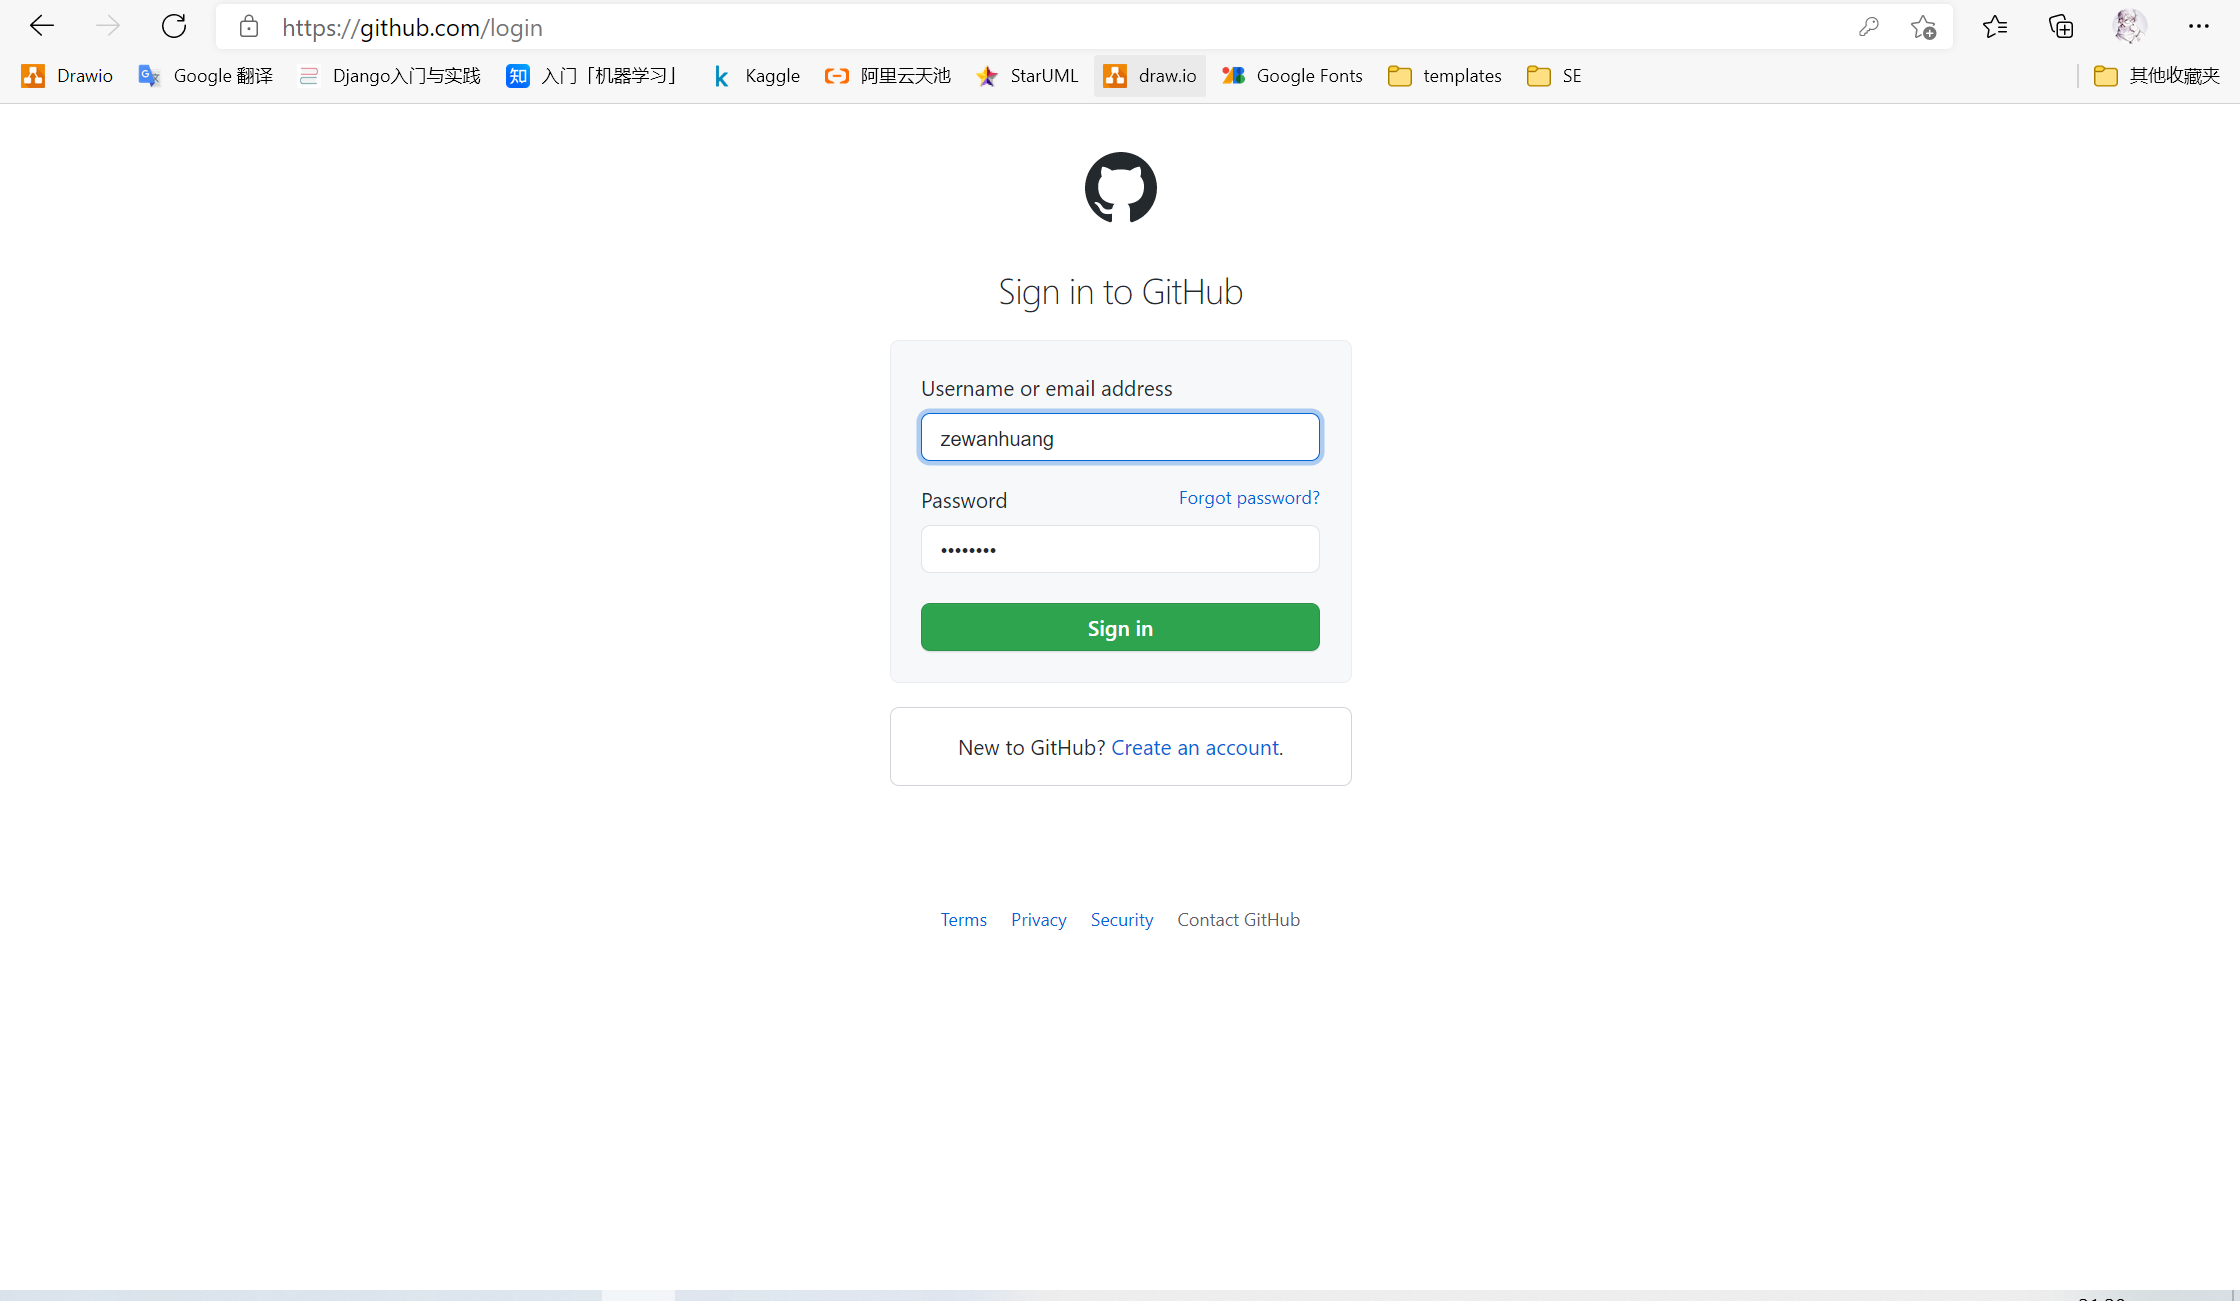 https://github.com/login
Drawio Google 翻译 Django入门与实践 知 入门「机器学习」 k Kaggle 阿里云天池 StarUML draw.io Google Fonts templates SE 其他收藏夹
Sign in to GitHub
Username or email address
zewanhuang
Password Forgot password?
••••••••
Sign in
New to GitHub? Create an account.
Terms Privacy Security Contact GitHub